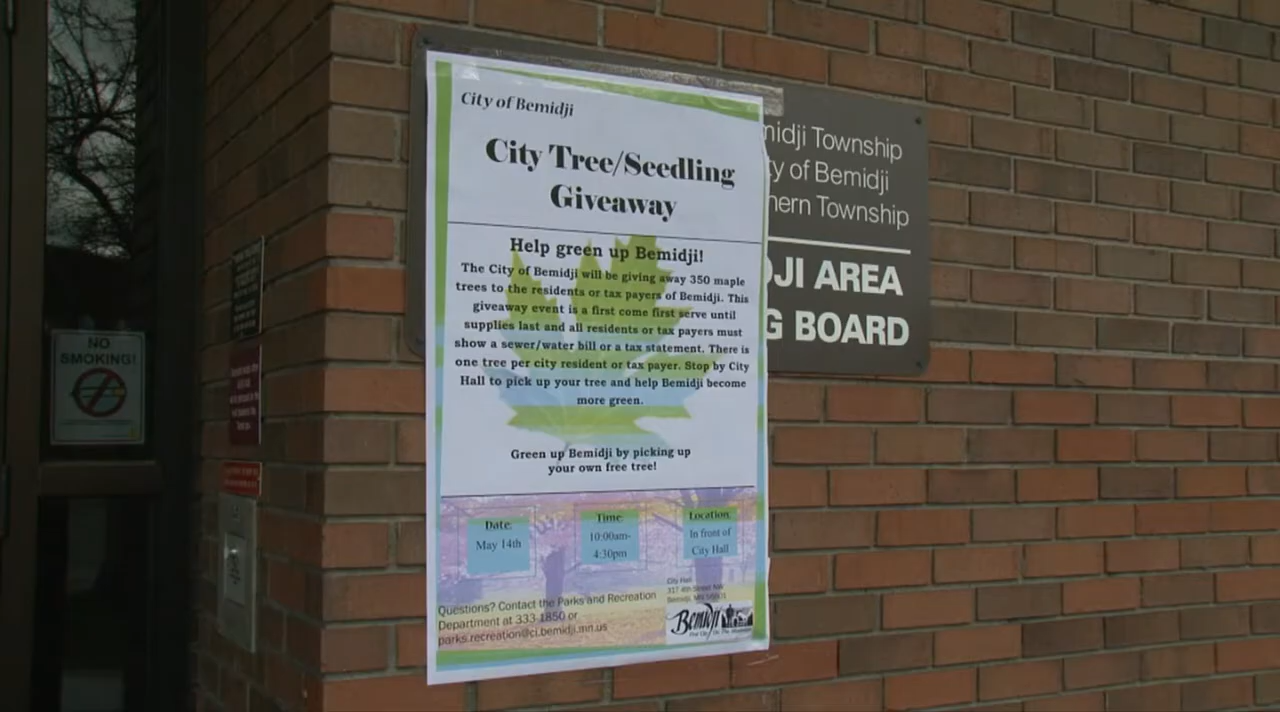 City of Bemidji
City Tree/Seedling
Giveaway
Help green up Bemidji!
The City of Bemidji will be giving away 350 maple
trees to the residents or tax payers of Bemidji. This
giveaway event is a first come first serve until
supplies last and all residents or tax payers must
show a sewer/water bill or a tax statement. There is
one tree per city resident or tax payer. Stop by City
Hall to pick up your tree and help Bemidji become
more green.
Green up Bemidji by picking up
your own free tree!
Date:
May 14th
Time:
10:00am-
4:30pm
Location:
In front of
City Hall
Questions? Contact the Parks and Recreation
Department at 333-1850 or
parks.recreation@ci.bemidji.mn.us
City Hall
317 4th Street NW
Bemidji, MN 56601
Bemidji
midji Township
ty of Bemidji
hern Township
DJI AREA
G BOARD
NO
SMOKING!